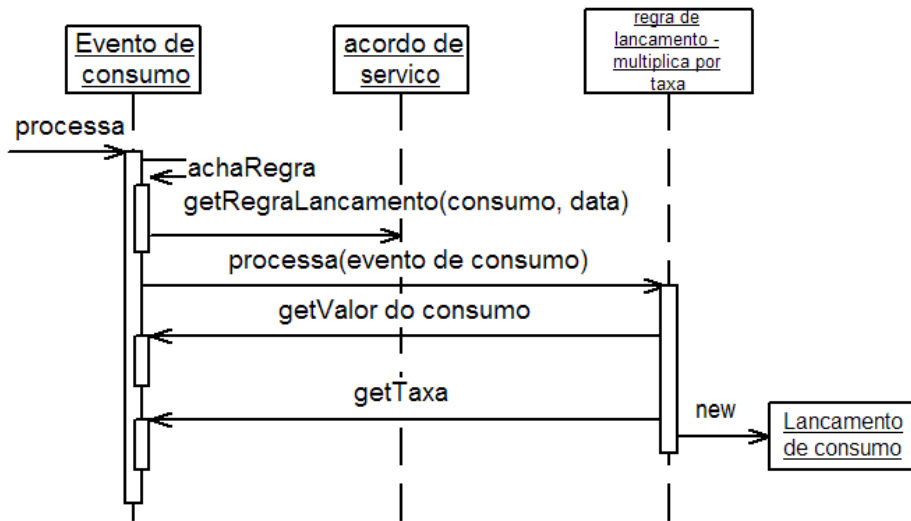 Evento de
consumo
acordo de
servico
regra de
lancamento -
multiplica por
taxa
processa
achaRegra
getRegraLancamento(consumo, data)
processa(evento de consumo)
getValor do consumo
getTaxa
new
Lancamento
de consumo